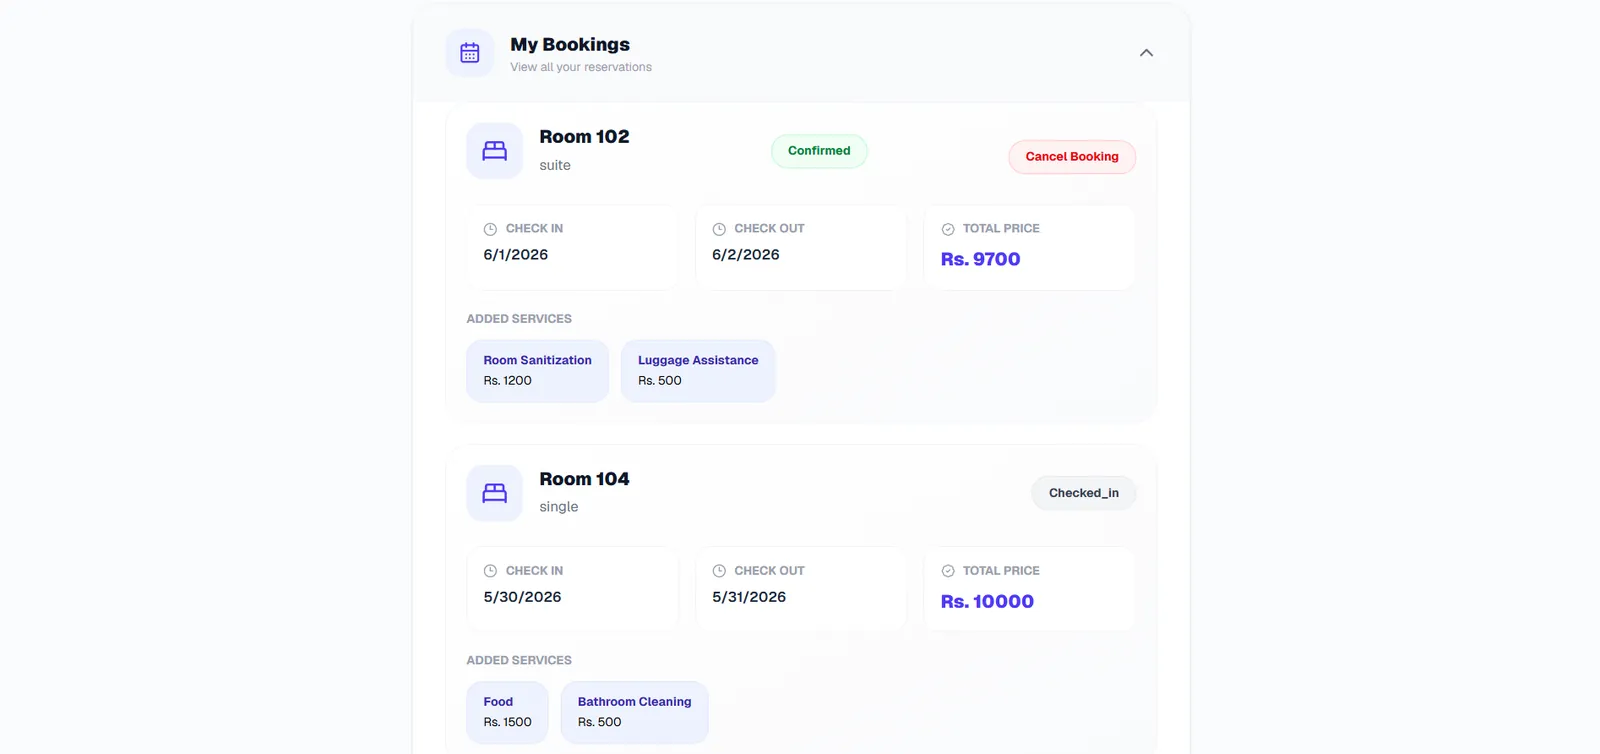 My Bookings
View all your reservations
Room 102
suite
Confirmed
Cancel Booking
CHECK IN
6/1/2026
CHECK OUT
6/2/2026
TOTAL PRICE
Rs. 9700
ADDED SERVICES
Room Sanitization
Rs. 1200
Luggage Assistance
Rs. 500
Room 104
single
Checked_in
CHECK IN
5/30/2026
CHECK OUT
5/31/2026
TOTAL PRICE
Rs. 10000
ADDED SERVICES
Food
Rs. 1500
Bathroom Cleaning
Rs. 500